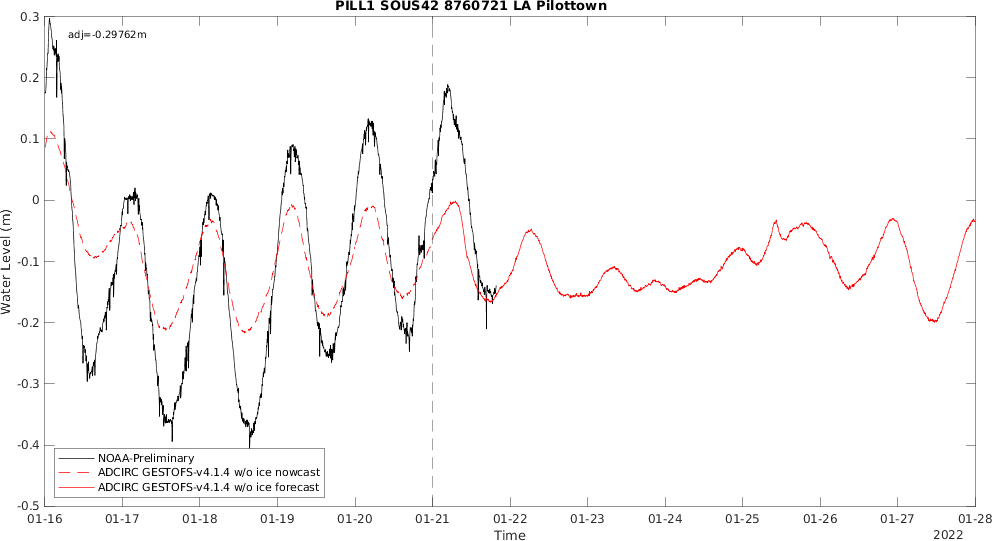 PILL1 SOUS42 8760721 LA Pilottown
adj=-0.29762m
0.3
0.2
0.1
0
-0.1
-0.2
-0.3
-0.4
-0.5
Water Level (m)
NOAA-Preliminary
ADCIRC GESTOFS-v4.1.4 w/o ice nowcast
ADCIRC GESTOFS-v4.1.4 w/o ice forecast
01-16 01-17 01-18 01-19 01-20 01-21 01-22 01-23 01-24 01-25 01-26 01-27 01-28
Time
2022